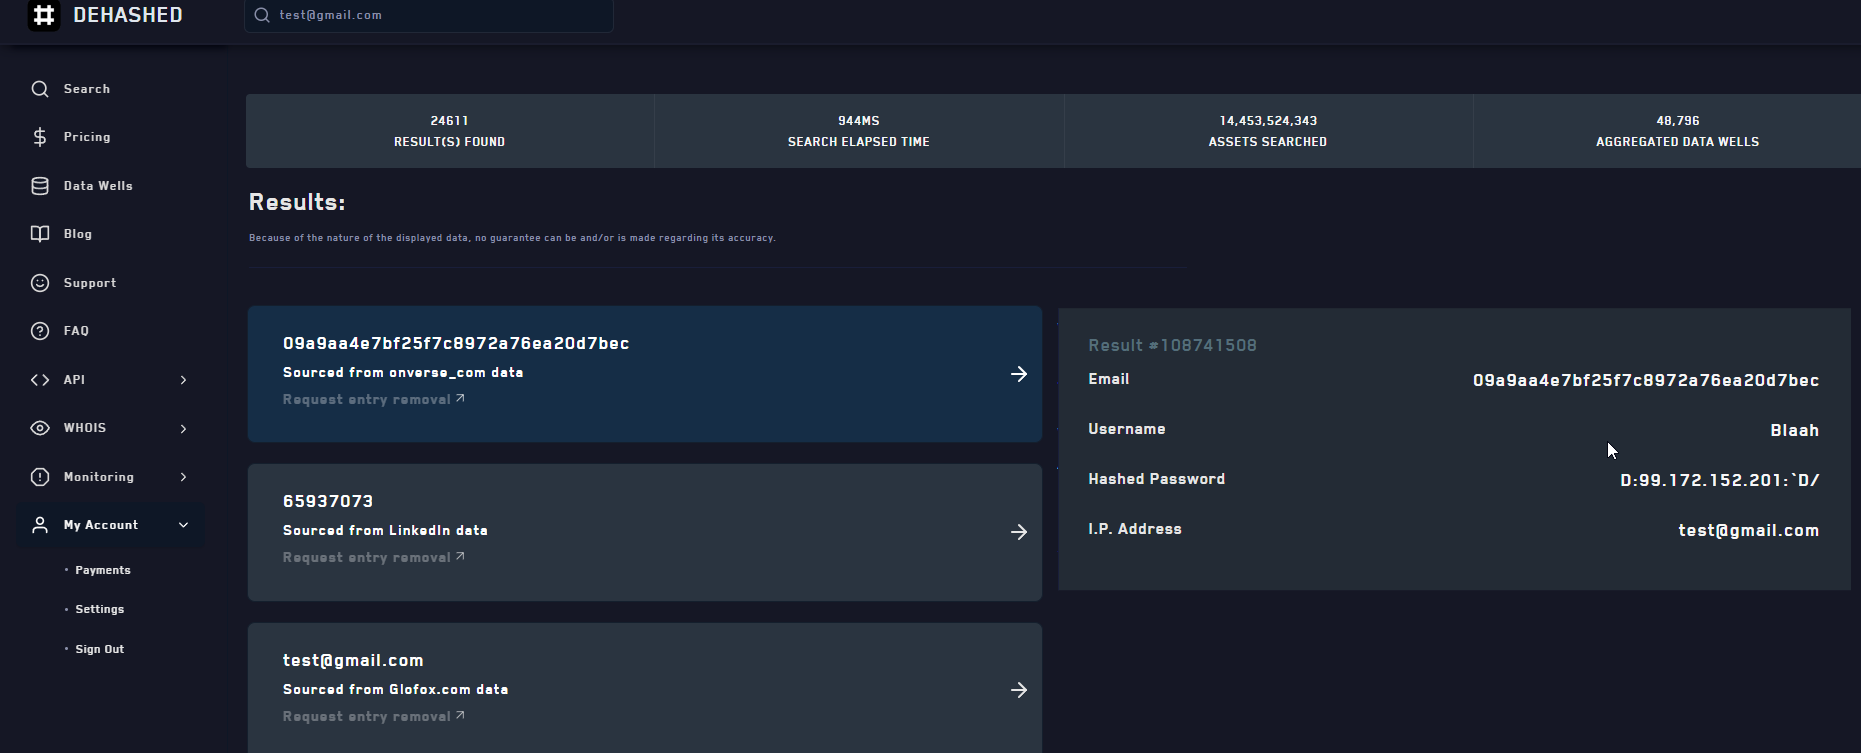 DEHASHED
test@gmail.com
Search
Pricing
Data Wells
Blog
Support
FAQ
API
WHOIS
Monitoring
My Account
Payments
Settings
Sign Out
24611
RESULT(S) FOUND
944MS
SEARCH ELAPSED TIME
14,453,524,343
ASSETS SEARCHED
40,796
AGGREGATED DATA WELLS
Results:
Because of the nature of the displayed data, no guarantee can be and/or is made regarding its accuracy.
09a9aa4e7bf25f7c8972a76ea20d7bec
Sourced from onverse_com data
Request entry removal
65937073
Sourced from LinkedIn data
Request entry removal
test@gmail.com
Sourced from Glofox.com data
Request entry removal
Result #108741508
Email 09a9aa4e7bf25f7c8972a76ea20d7bec
Username Blaah
Hashed Password D:99.172.152.201:`D/
I.P. Address test@gmail.com